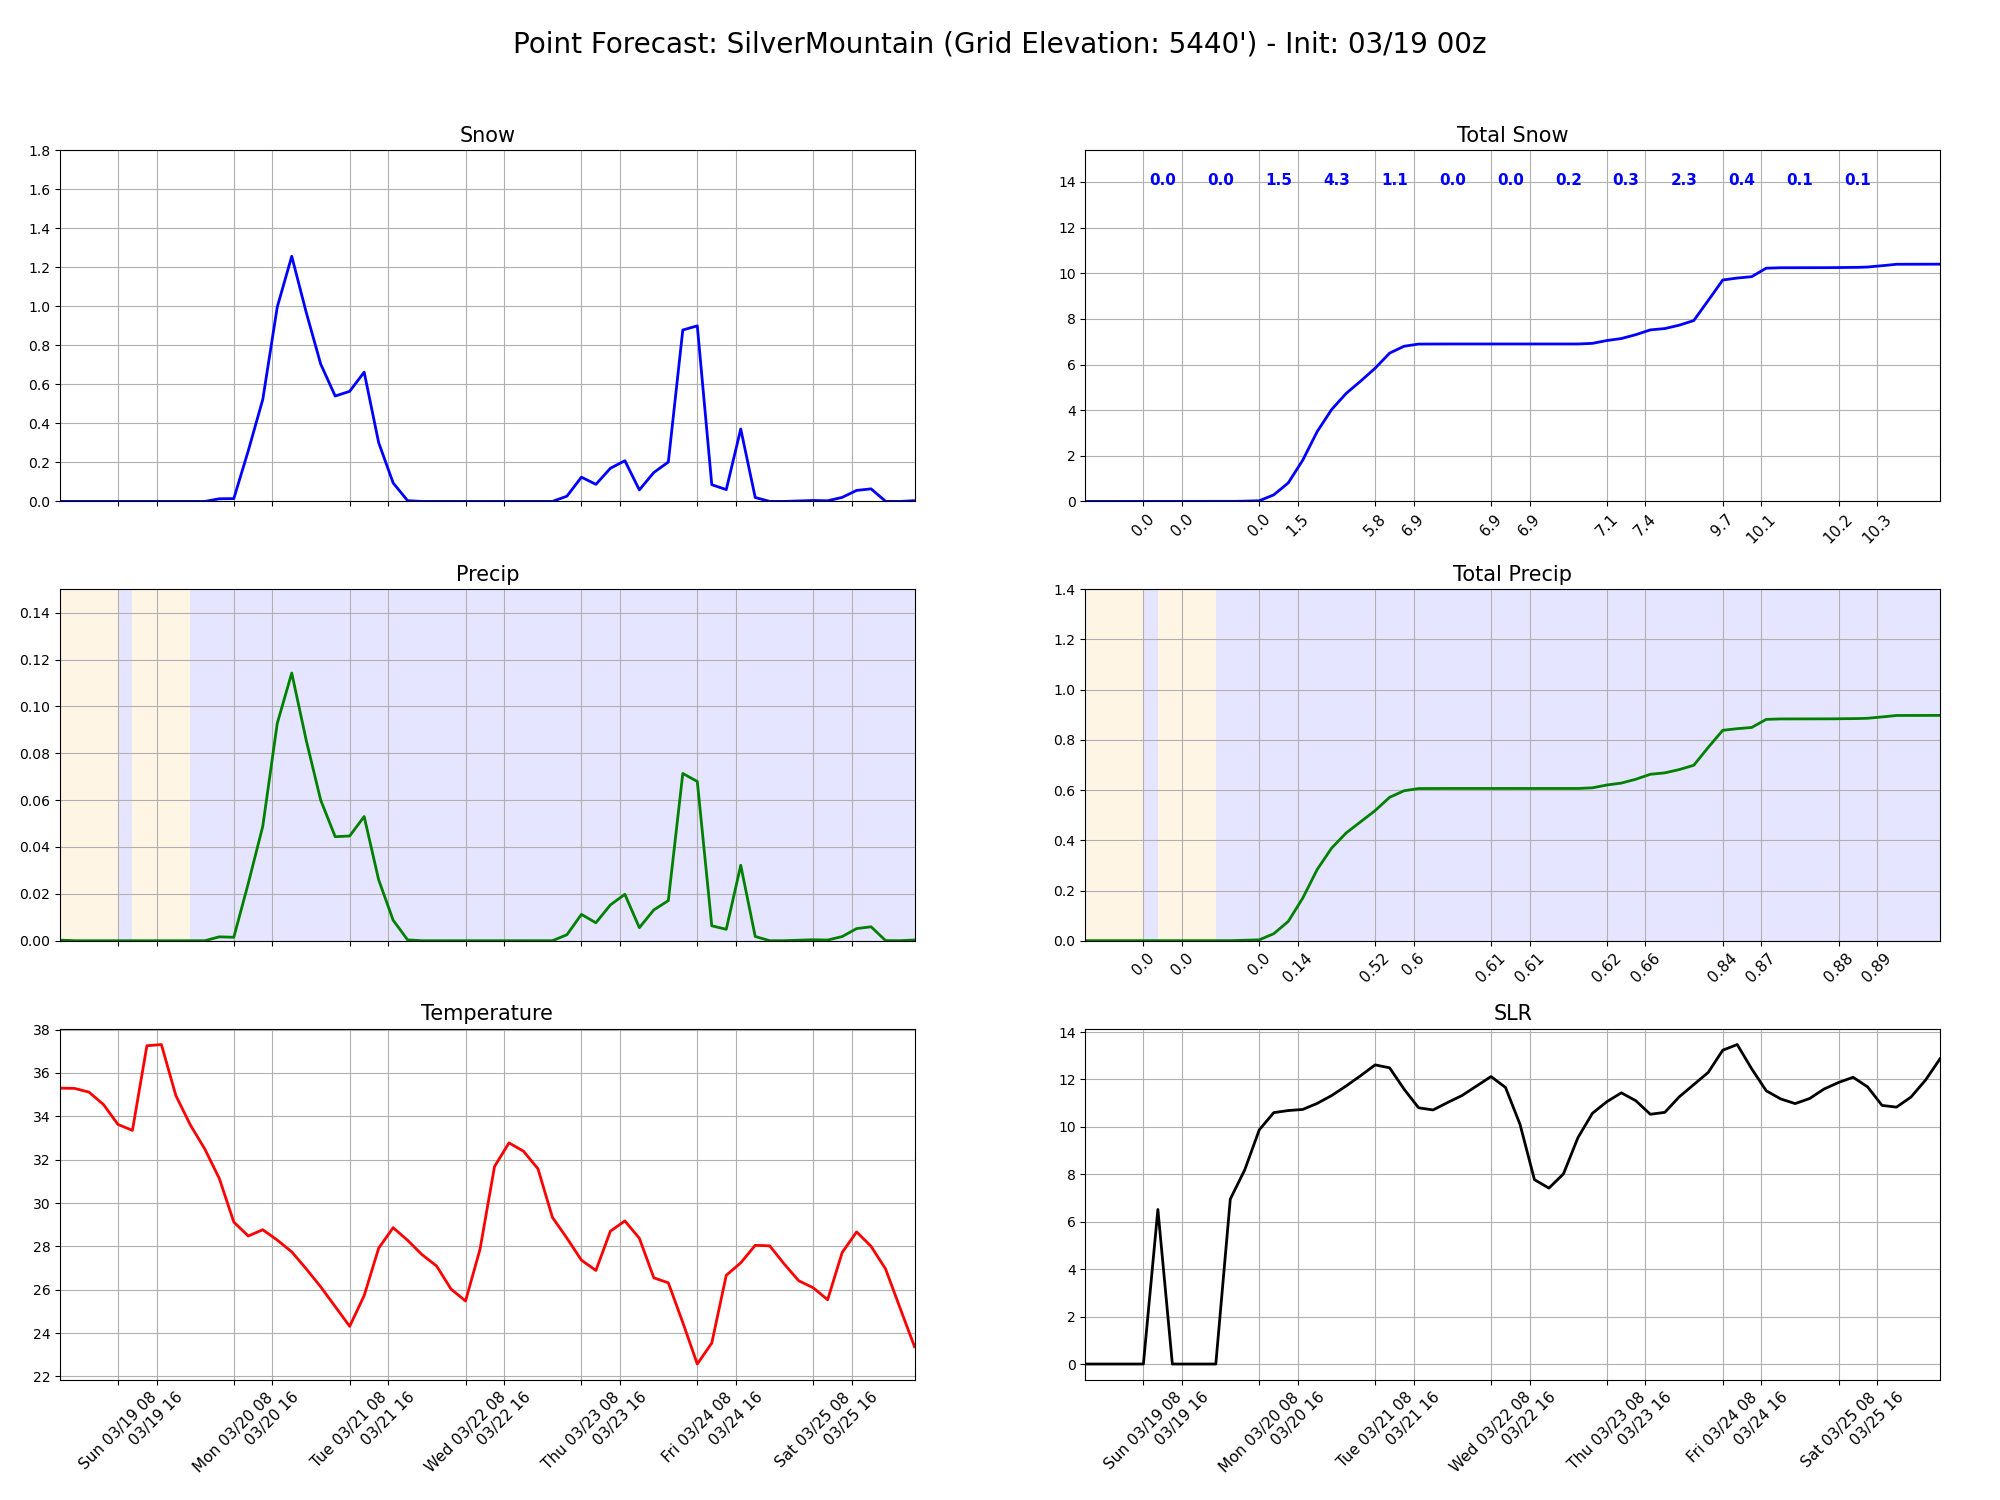 Point Forecast: SilverMountain (Grid Elevation: 5440') - Init: 03/19 00z
Snow
1.8
1.6
1.4
1.2
1.0
0.8
0.6
0.4
0.2
0.0
Total Snow
14
12
10
8
6
4
2
0
0.0 0.0 1.5 4.3 1.1 0.0 0.0 0.2 0.3 2.3 0.4 0.1 0.1
0.0 0.0 0.0 1.5 5.8 6.9 6.9 6.9 7.1 7.4 9.7 10.1 10.2 10.3
Precip
0.14
0.12
0.10
0.08
0.06
0.04
0.02
0.00
Total Precip
1.4
1.2
1.0
0.8
0.6
0.4
0.2
0.0
0.0 0.0 0.0 0.14 0.52 0.6 0.61 0.61 0.62 0.66 0.84 0.87 0.88 0.89
Temperature
38
36
34
32
30
28
26
24
22
Sun 03/19 08
03/19 16
Mon 03/20 08
03/20 16
Tue 03/21 08
03/21 16
Wed 03/22 08
03/22 16
Thu 03/23 08
03/23 16
Fri 03/24 08
03/24 16
Sat 03/25 08
03/25 16
SLR
14
12
10
8
6
4
2
0
Sun 03/19 08
03/19 16
Mon 03/20 08
03/20 16
Tue 03/21 08
03/21 16
Wed 03/22 08
03/22 16
Thu 03/23 08
03/23 16
Fri 03/24 08
03/24 16
Sat 03/25 08
03/25 16